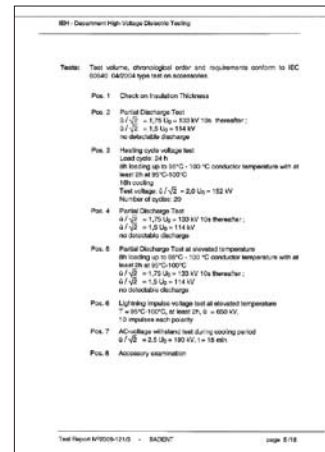 IEH - Department High Voltage Dielectric Testing
Tests: Test volume, chronological order and requirements conform to IEC
60840 04/2004 type test on accessories.
Pos. 1 Check on Insulation Thickness
Pos. 2 Partial Discharge Test
û / √2 = 1,75 U₀ = 133 kV 10s thereafter ;
û / √2 = 1,5 U₀ = 114 kV
no detectable discharge
Pos. 3 Heating cycle voltage test
Load cycle: 24 h
8h loading up to 95°C - 100 °C conductor temperature with at
least 2h at 95°C-100°C
16h cooling
Test voltage: û / √2 = 2,0 U₀ = 152 kV
Number of cycles: 20
Pos. 4 Partial Discharge Test
û / √2 = 1,75 U₀ = 133 kV 10s thereafter ;
û / √2 = 1,5 U₀ = 114 kV
no detectable discharge
Pos. 5 Partial Discharge Test at elevated temperature
8h loading up to 95°C - 100 °C conductor temperature with at
least 2h at 95°C-100°C
û / √2 = 1,75 U₀ = 133 kV 10s thereafter ;
û / √2 = 1,5 U₀ = 114 kV
no detectable discharge
Pos. 6 Lightning impulse voltage test at elevated temperature
T = 95°C-100°C, at least 2h, û = 650 kV,
10 impulses each polarity
Pos. 7 AC-voltage withstand test during cooling period
û / √2 = 2,5 U₀ = 190 kV, t = 15 min
Pos. 8 Accessory examination
Test Report N°2009-121/3 - SADENT page 5/18